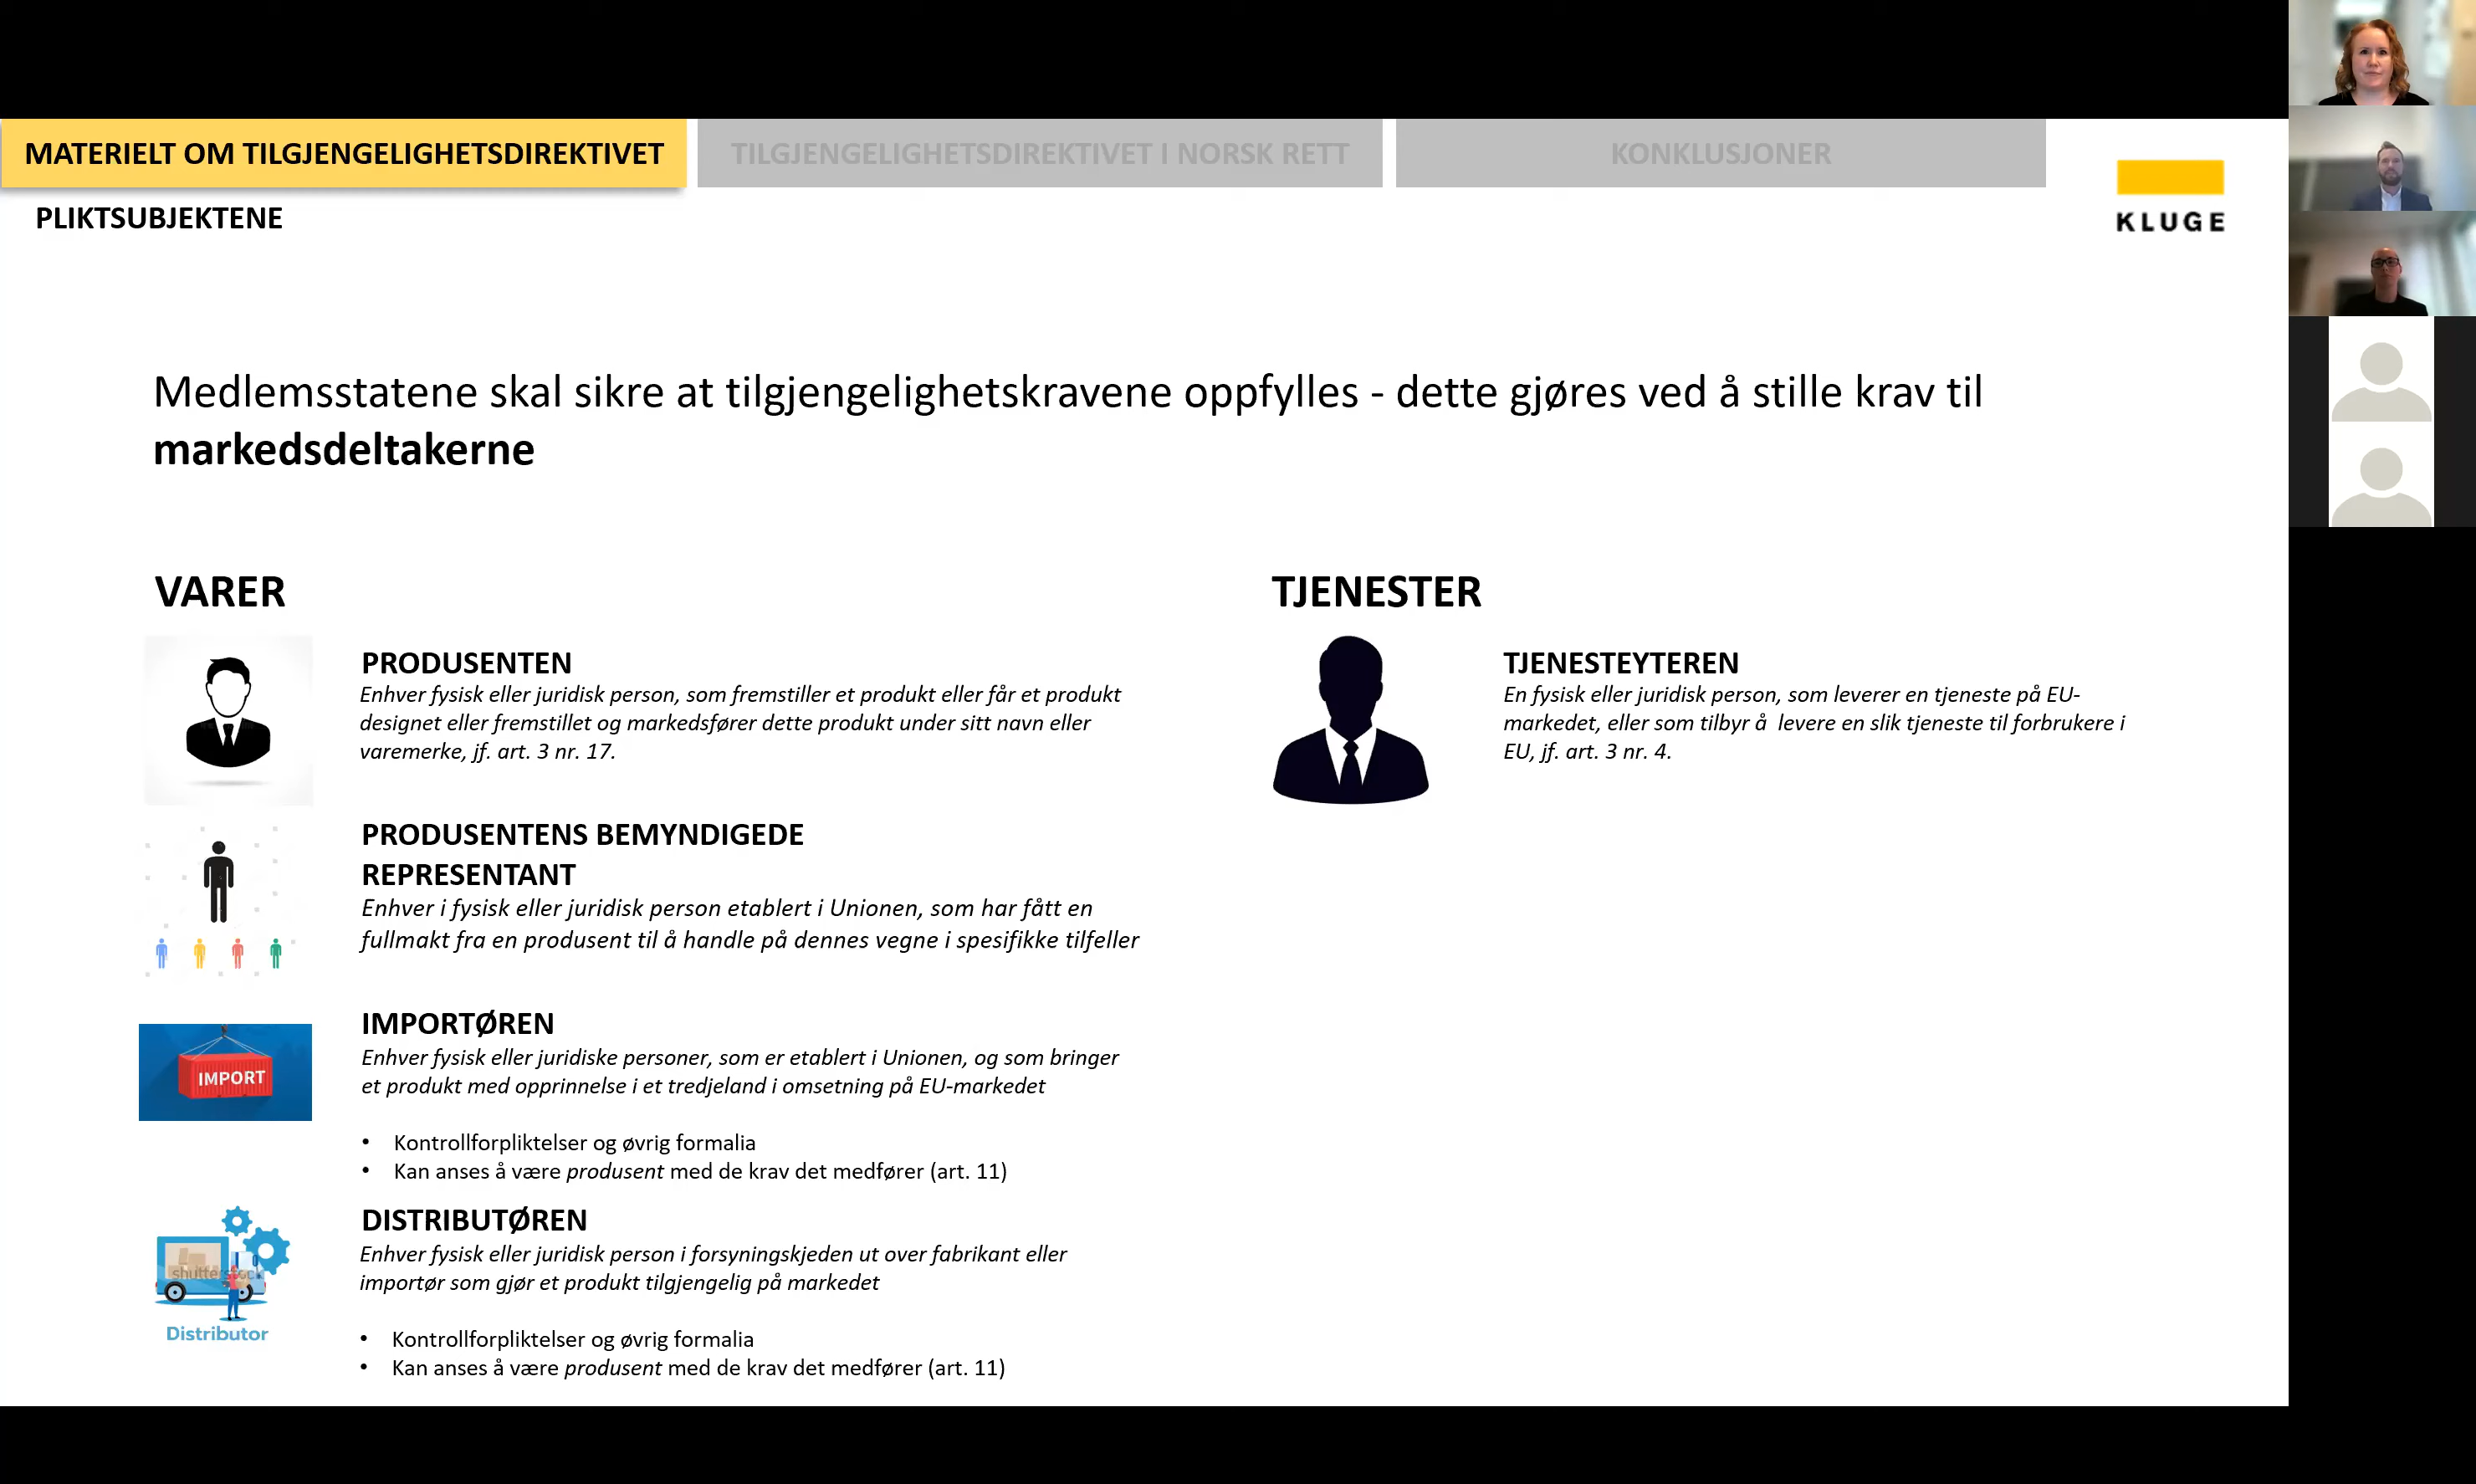 MATERIELT OM TILGJENGELIGHETSDIREKTIVET
TILGJENGELIGHETSDIREKTIVET I NORSK RETT
KONKLUSJONER
PLIKTSUBJEKTENE
KLUGE
Medlemsstatene skal sikre at tilgjengelighetskravene oppfylles - dette gjøres ved å stille krav til
markedsdeltakerne
VARER
PRODUSENTEN
Enhver fysisk eller juridisk person, som fremstiller et produkt eller får et produkt
designet eller fremstillet og markedsfører dette produkt under sitt navn eller
varemerke, jf. art. 3 nr. 17.
PRODUSENTENS BEMYNDIGEDE
REPRESENTANT
Enhver i fysisk eller juridisk person etablert i Unionen, som har fått en
fullmakt fra en produsent til å handle på dennes vegne i spesifikke tilfeller
IMPORT
IMPORTØREN
Enhver fysisk eller juridiske personer, som er etablert i Unionen, og som bringer
et produkt med opprinnelse i et tredjeland i omsetning på EU-markedet
• Kontrollforpliktelser og øvrig formalia
• Kan anses å være produsent med de krav det medfører (art. 11)
shutterstock
Distributor
DISTRIBUTØREN
Enhver fysisk eller juridisk person i forsyningskjeden ut over fabrikant eller
importør som gjør et produkt tilgjengelig på markedet
• Kontrollforpliktelser og øvrig formalia
• Kan anses å være produsent med de krav det medfører (art. 11)
TJENESTER
TJENESTEYTEREN
En fysisk eller juridisk person, som leverer en tjeneste på EU-
markedet, eller som tilbyr å  levere en slik tjeneste til forbrukere i
EU, jf. art. 3 nr. 4.